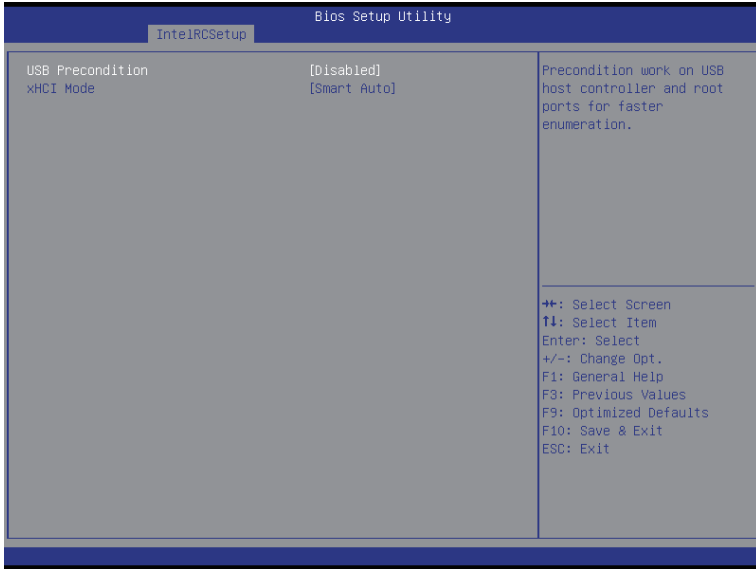 Bios Setup Utility
IntelRCSetup
USB Precondition [Disabled]
xHCI Mode [Smart Auto]
Precondition work on USB
host controller and root
ports for faster
enumeration.
→←: Select Screen
↑↓: Select Item
Enter: Select
+/-: Change Opt.
F1: General Help
F3: Previous Values
F9: Optimized Defaults
F10: Save & Exit
ESC: Exit